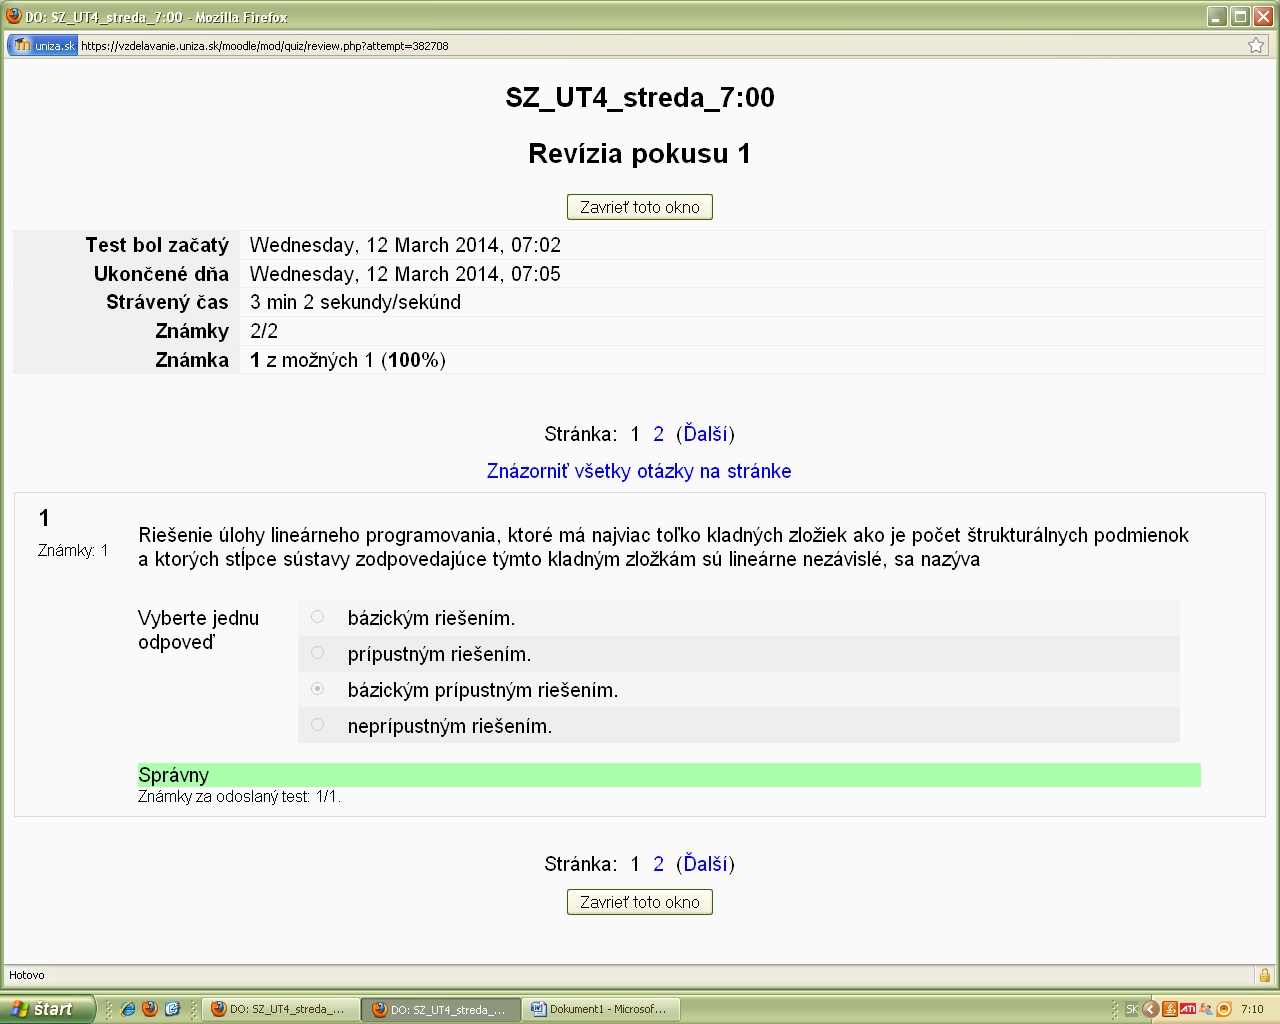 DO: SZ_UT4_streda_7:00 - Mozilla Firefox
uniza.sk https://vzdelavanie.uniza.sk/moodle/mod/quiz/review.php?attempt=382708
SZ_UT4_streda_7:00
Revízia pokusu 1
Zavrieť toto okno
Test bol začatý Wednesday, 12 March 2014, 07:02
Ukončené dňa Wednesday, 12 March 2014, 07:05
Strávený čas 3 min 2 sekundy/sekúnd
Známky 2/2
Známka 1 z možných 1 (100%)
Stránka: 1 2 (Ďalší)
Znázorniť všetky otázky na stránke
1
Známky: 1
Riešenie úlohy lineárneho programovania, ktoré má najviac toľko kladných zložiek ako je počet štrukturálnych podmienok
a ktorých stĺpce sústavy zodpovedajúce týmto kladným zložkám sú lineárne nezávislé, sa nazýva
Vyberte jednu
odpoveď
bázickým riešením.
prípustným riešením.
bázickým prípustným riešením.
neprípustným riešením.
Správny
Známky za odoslaný test: 1/1.
Stránka: 1 2 (Ďalší)
Zavrieť toto okno
Hotovo
štart DO: SZ_UT4_streda_... DO: SZ_UT4_streda_... Dokument1 - Microsof... SK ATI 7:10